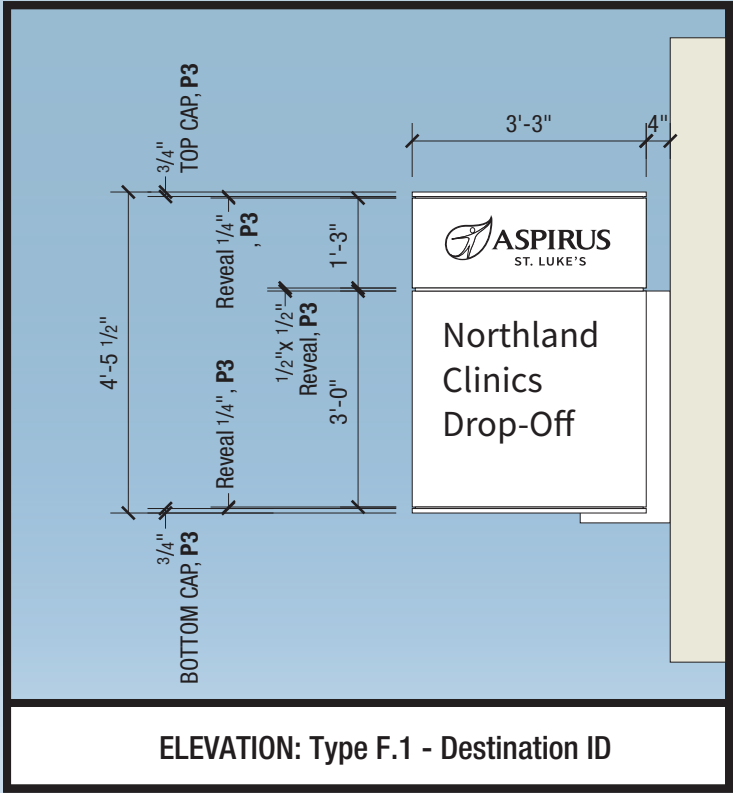 3/4"
TOP CAP, P3
3'-3"
4"
Reveal 1/4"
, P3
1'-3"
ASPIRUS
ST. LUKE'S
4'-5 1/2"
1/2"x 1/2"
Reveal, P3
Reveal 1/4", P3
3'-0"
Northland
Clinics
Drop-Off
3/4"
BOTTOM CAP, P3
ELEVATION: Type F.1 - Destination ID